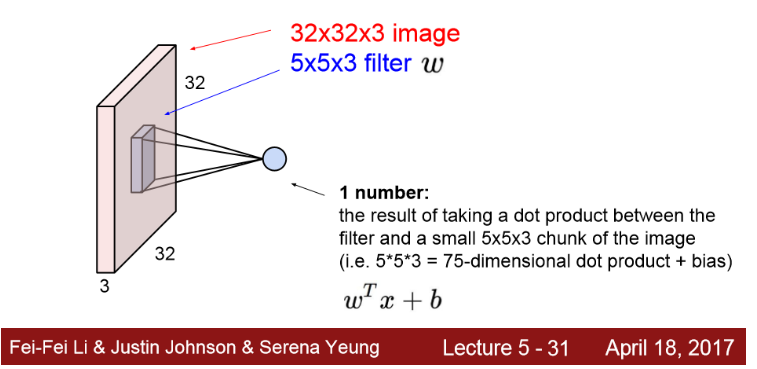 32x32x3 image
5x5x3 filter w
32
32
3
1 number:
the result of taking a dot product between the
filter and a small 5x5x3 chunk of the image
(i.e. 5*5*3 = 75-dimensional dot product + bias)
w^T x + b
Fei-Fei Li & Justin Johnson & Serena Yeung Lecture 5 - 31 April 18, 2017